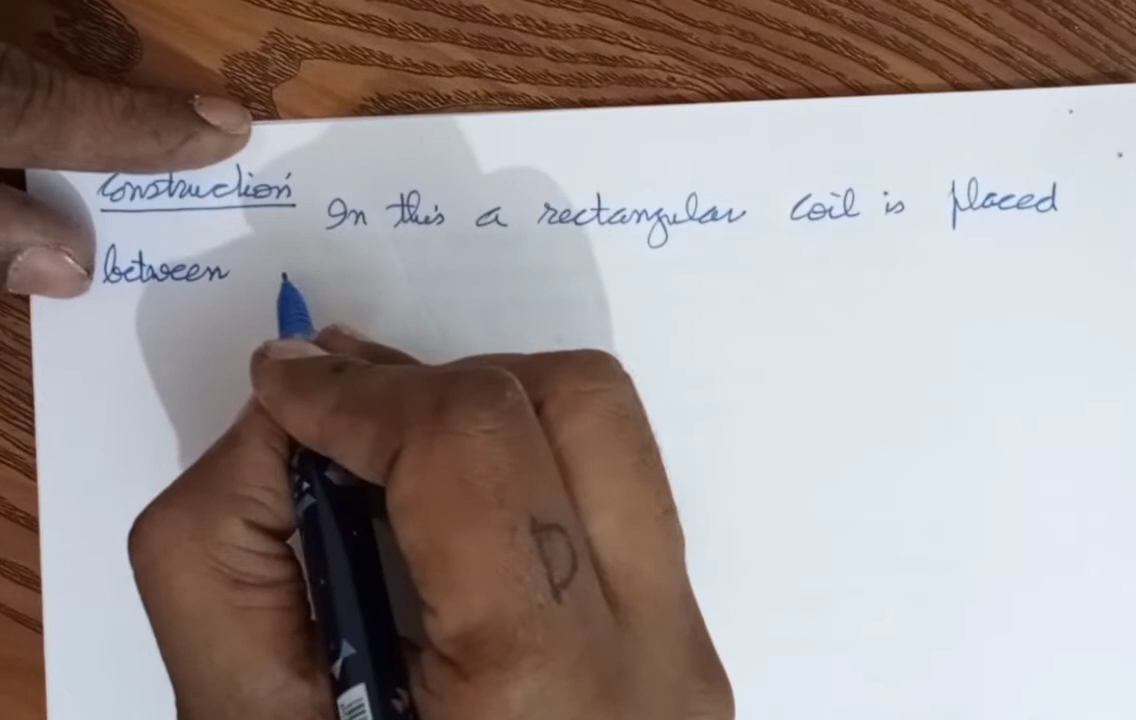 Construction In this a rectangular coil is placed
between
D